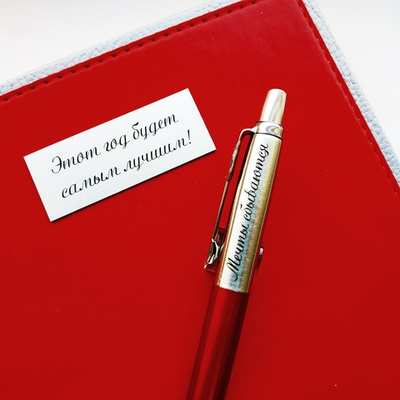 Этот год будет
самым лучшим!
Мечты сбываются